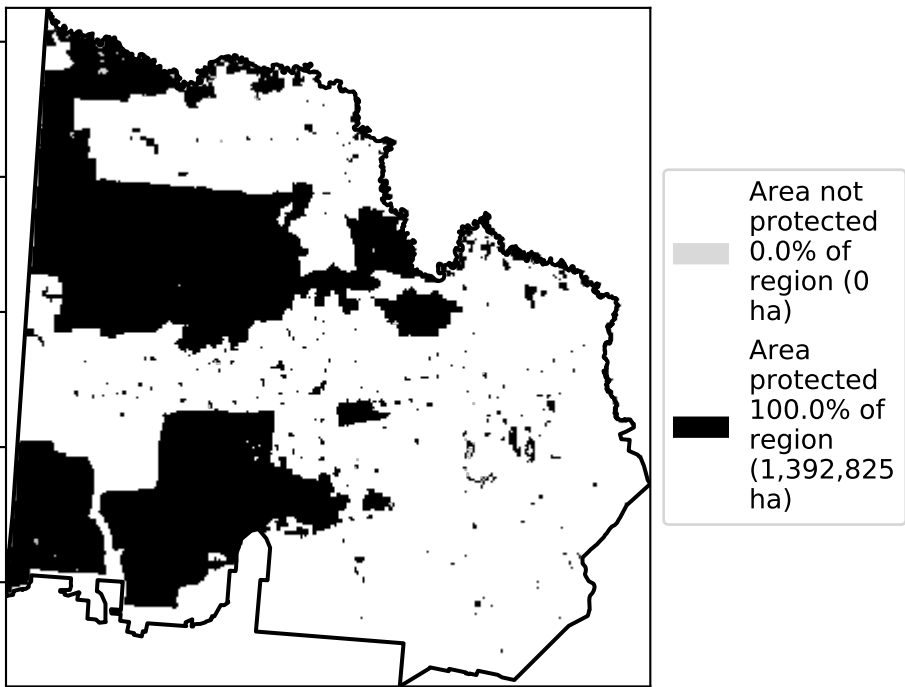 Area not
protected
0.0% of
region (0
ha)
Area
protected
100.0% of
region
(1,392,825
ha)